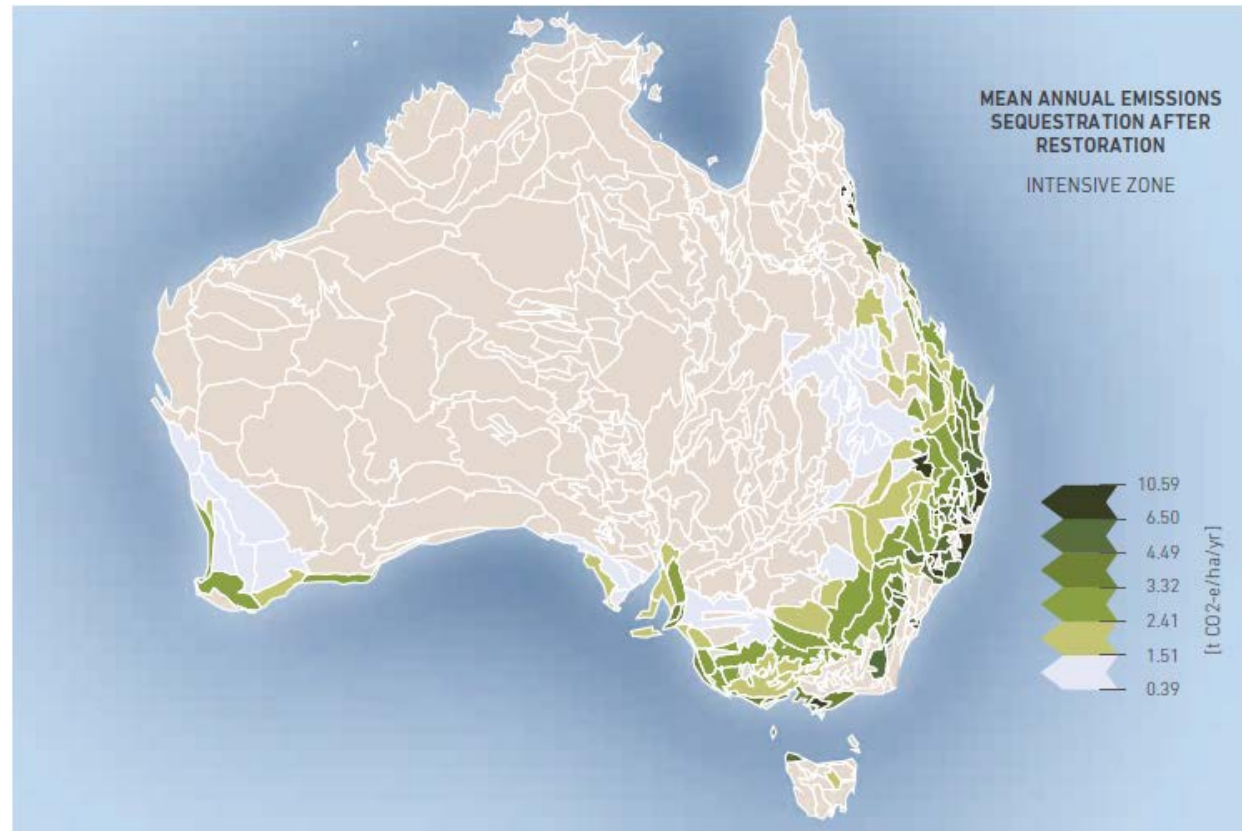 MEAN ANNUAL EMISSIONS
SEQUESTRATION AFTER
RESTORATION
INTENSIVE ZONE
10.59
6.50
4.49
3.32
2.41
1.51
0.39
[t CO2-e/ha/yr]